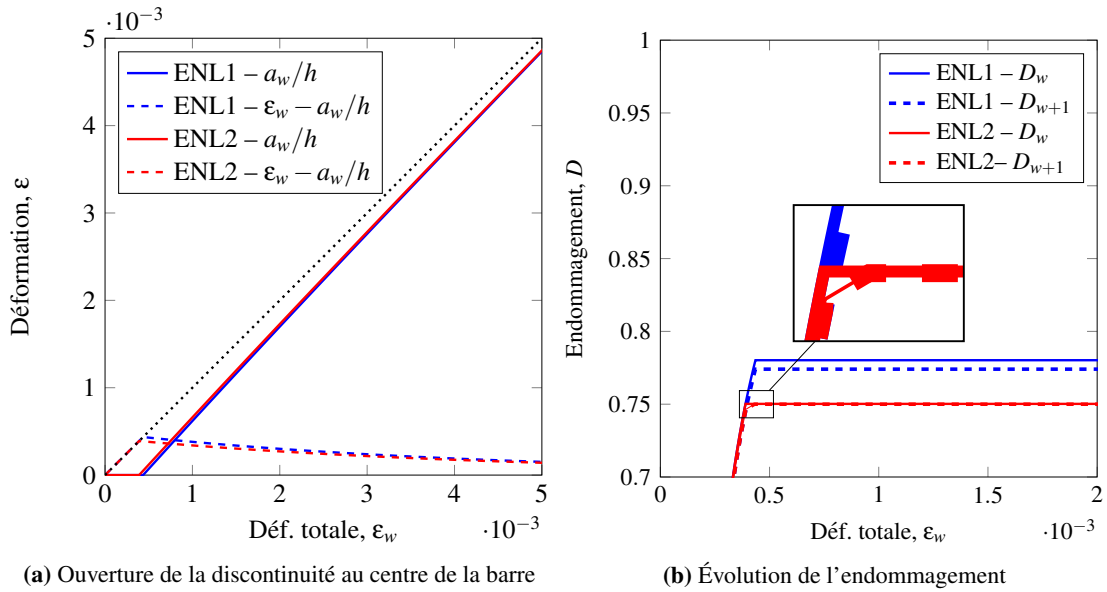 ·10⁻³
5
4
3
2
1
0
0
1
2
3
4
5
·10⁻³
Déformation, ε
Déf. totale, ε_w
ENL1 – a_w/h
ENL1 – ε_w – a_w/h
ENL2 – a_w/h
ENL2 – ε_w – a_w/h
(a) Ouverture de la discontinuité au centre de la barre
1
0.95
0.9
0.85
0.8
0.75
0.7
0
0.5
1
1.5
2
·10⁻³
Endommagement, D
Déf. totale, ε_w
ENL1 – D_w
ENL1 – D_{w+1}
ENL2 – D_w
ENL2– D_{w+1}
(b) Évolution de l'endommagement